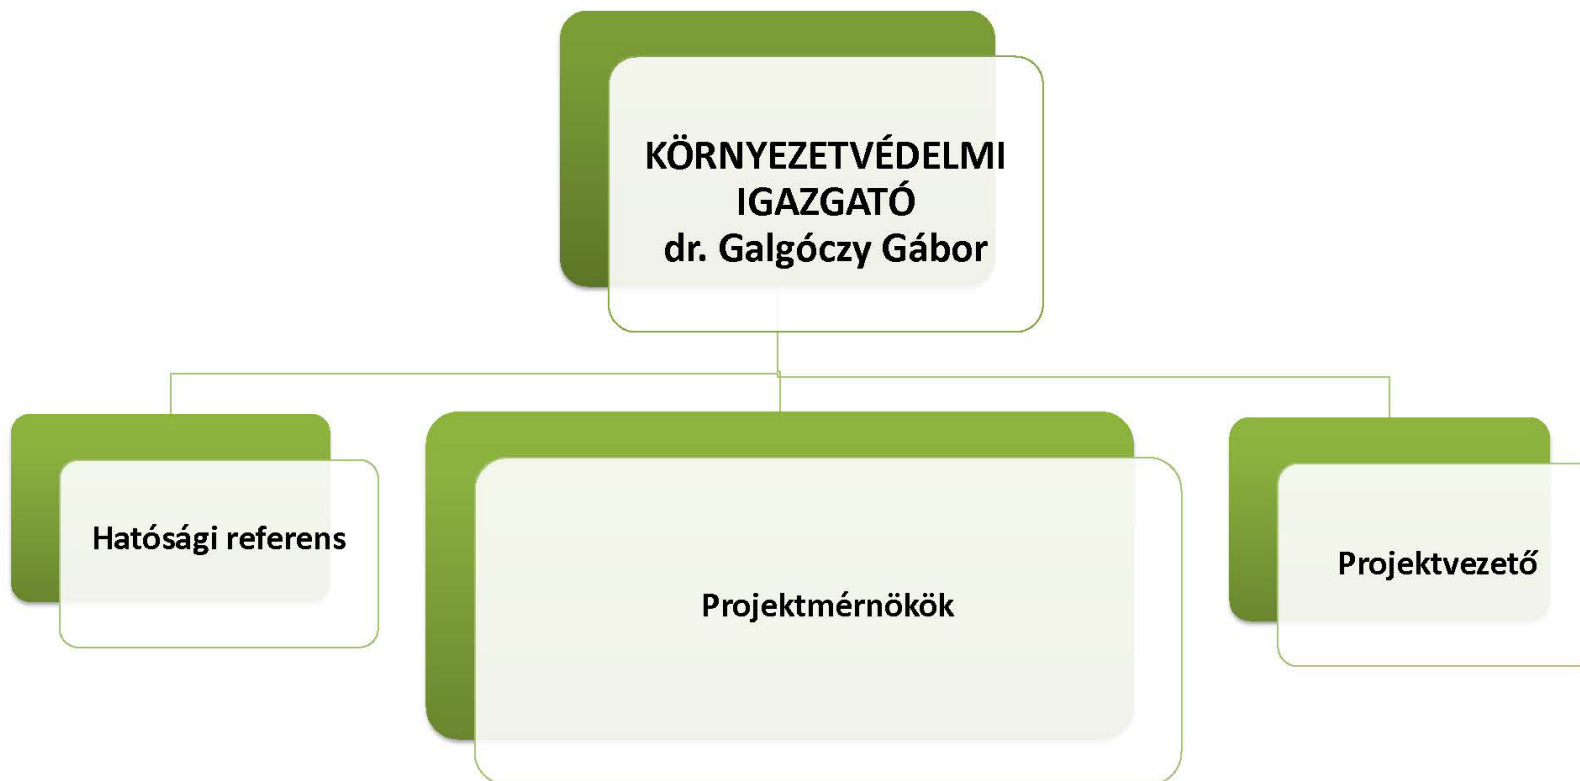 KÖRNYEZETVÉDELMI
IGAZGATÓ
dr. Galgóczy Gábor
Hatósági referens
Projektmérnökök
Projektvezető